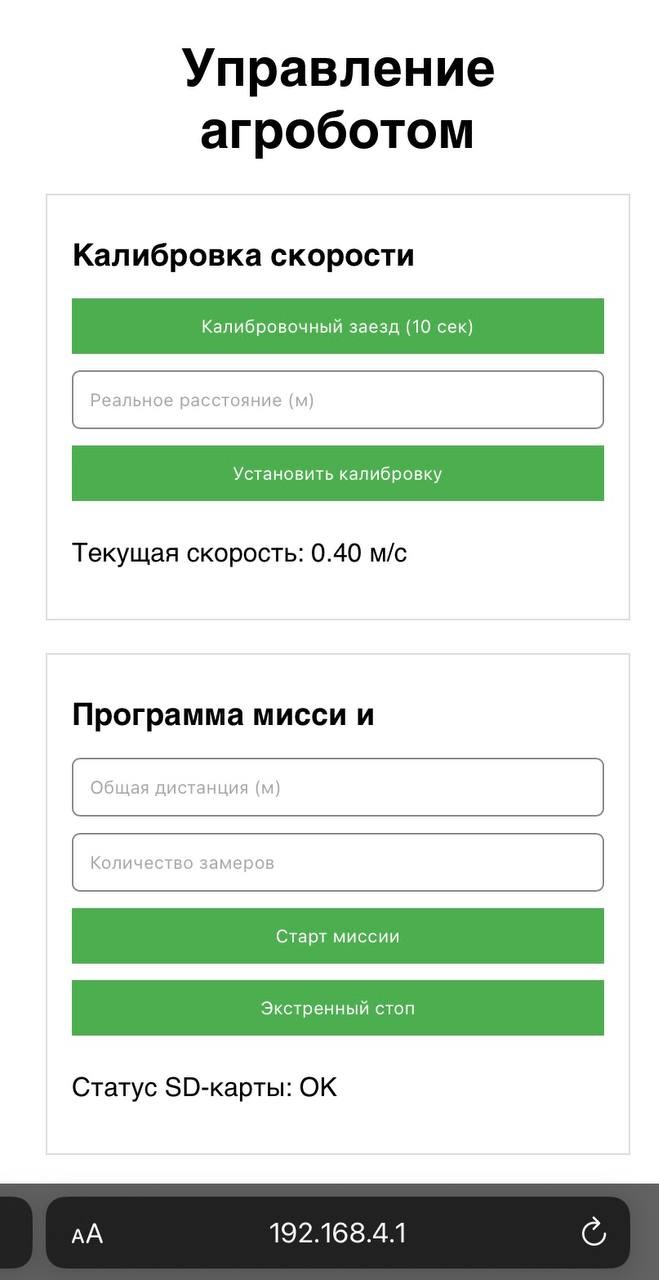 Управление
агроботом
Калибровка скорости
Калибровочный заезд (10 сек)
Реальное расстояние (м)
Установить калибровку
Текущая скорость: 0.40 м/с
Программа мисси и
Общая дистанция (м)
Количество замеров
Старт миссии
Экстренный стоп
Статус SD-карты: OK
AA 192.168.4.1